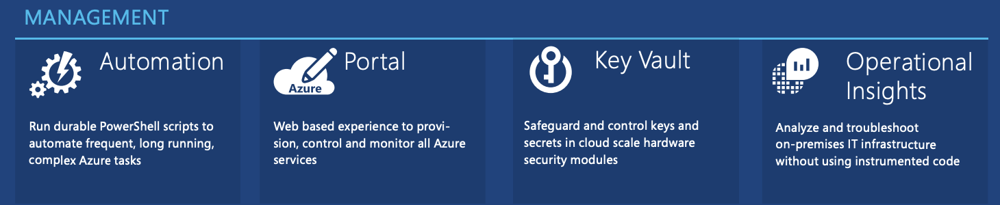 MANAGEMENT
Automation
Run durable PowerShell scripts to
automate frequent, long running,
complex Azure tasks
Azure
Portal
Web based experience to provi-
sion, control and monitor all Azure
services
Key Vault
Safeguard and control keys and
secrets in cloud scale hardware
security modules
Operational
Insights
Analyze and troubleshoot
on-premises IT infrastructure
without using instrumented code